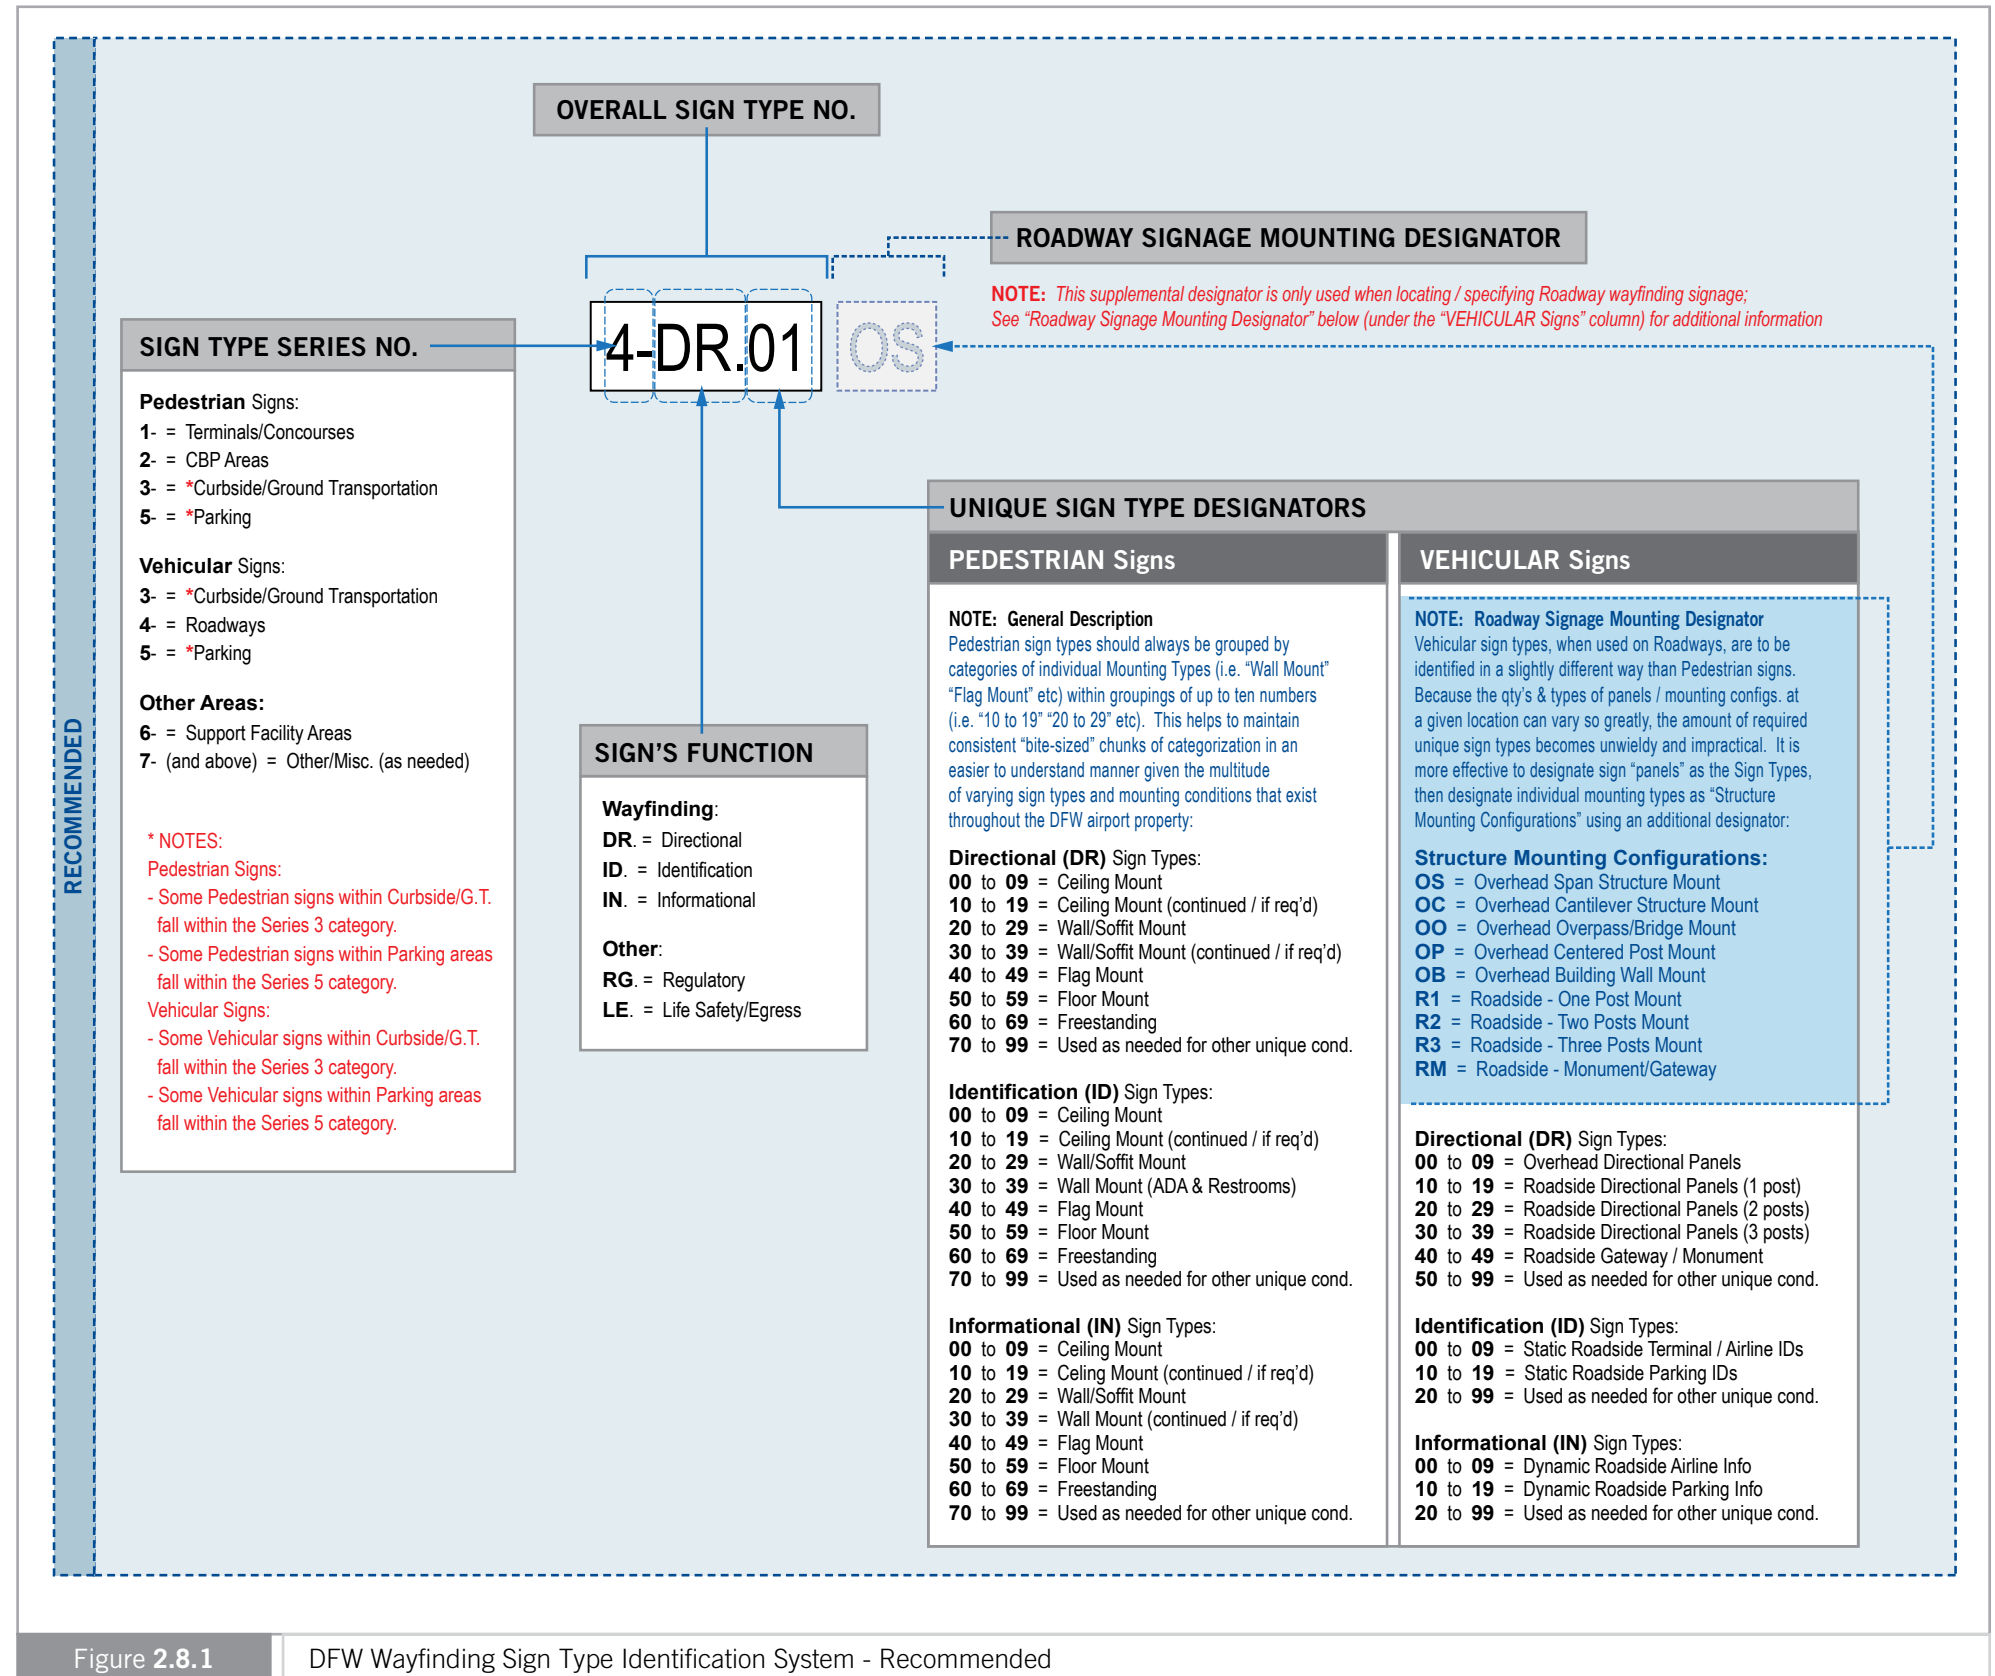 OVERALL SIGN TYPE NO.
ROADWAY SIGNAGE MOUNTING DESIGNATOR
NOTE: This supplemental designator is only used when locating / specifying Roadway wayfinding signage;
See “Roadway Signage Mounting Designator” below (under the “VEHICULAR Signs” column) for additional information
4-DR.01 OS
SIGN TYPE SERIES NO.
Pedestrian Signs:
1- = Terminals/Concourses
2- = CBP Areas
3- = *Curbside/Ground Transportation
5- = *Parking
Vehicular Signs:
3- = *Curbside/Ground Transportation
4- = Roadways
5- = *Parking
Other Areas:
6- = Support Facility Areas
7- (and above) = Other/Misc. (as needed)
* NOTES:
Pedestrian Signs:
- Some Pedestrian signs within Curbside/G.T.
fall within the Series 3 category.
- Some Pedestrian signs within Parking areas
fall within the Series 5 category.
Vehicular Signs:
- Some Vehicular signs within Curbside/G.T.
fall within the Series 3 category.
- Some Vehicular signs within Parking areas
fall within the Series 5 category.
RECOMMENDED
SIGN'S FUNCTION
Wayfinding:
DR. = Directional
ID. = Identification
IN. = Informational
Other:
RG. = Regulatory
LE. = Life Safety/Egress
UNIQUE SIGN TYPE DESIGNATORS
PEDESTRIAN Signs
NOTE: General Description
Pedestrian sign types should always be grouped by
categories of individual Mounting Types (i.e. “Wall Mount”
“Flag Mount” etc) within groupings of up to ten numbers
(i.e. “10 to 19” “20 to 29” etc). This helps to maintain
consistent “bite-sized” chunks of categorization in an
easier to understand manner given the multitude
of varying sign types and mounting conditions that exist
throughout the DFW airport property:
Directional (DR) Sign Types:
00 to 09 = Ceiling Mount
10 to 19 = Ceiling Mount (continued / if req'd)
20 to 29 = Wall/Soffit Mount
30 to 39 = Wall/Soffit Mount (continued / if req'd)
40 to 49 = Flag Mount
50 to 59 = Floor Mount
60 to 69 = Freestanding
70 to 99 = Used as needed for other unique cond.
Identification (ID) Sign Types:
00 to 09 = Ceiling Mount
10 to 19 = Ceiling Mount (continued / if req'd)
20 to 29 = Wall/Soffit Mount
30 to 39 = Wall Mount (ADA & Restrooms)
40 to 49 = Flag Mount
50 to 59 = Floor Mount
60 to 69 = Freestanding
70 to 99 = Used as needed for other unique cond.
Informational (IN) Sign Types:
00 to 09 = Ceiling Mount
10 to 19 = Celing Mount (continued / if req'd)
20 to 29 = Wall/Soffit Mount
30 to 39 = Wall Mount (continued / if req'd)
40 to 49 = Flag Mount
50 to 59 = Floor Mount
60 to 69 = Freestanding
70 to 99 = Used as needed for other unique cond.
VEHICULAR Signs
NOTE: Roadway Signage Mounting Designator
Vehicular sign types, when used on Roadways, are to be
identified in a slightly different way than Pedestrian signs.
Because the qty's & types of panels / mounting configs. at
a given location can vary so greatly, the amount of required
unique sign types becomes unwieldy and impractical. It is
more effective to designate sign “panels” as the Sign Types,
then designate individual mounting types as “Structure
Mounting Configurations” using an additional designator:
Structure Mounting Configurations:
OS = Overhead Span Structure Mount
OC = Overhead Cantilever Structure Mount
OO = Overhead Overpass/Bridge Mount
OP = Overhead Centered Post Mount
OB = Overhead Building Wall Mount
R1 = Roadside - One Post Mount
R2 = Roadside - Two Posts Mount
R3 = Roadside - Three Posts Mount
RM = Roadside - Monument/Gateway
Directional (DR) Sign Types:
00 to 09 = Overhead Directional Panels
10 to 19 = Roadside Directional Panels (1 post)
20 to 29 = Roadside Directional Panels (2 posts)
30 to 39 = Roadside Directional Panels (3 posts)
40 to 49 = Roadside Gateway / Monument
50 to 99 = Used as needed for other unique cond.
Identification (ID) Sign Types:
00 to 09 = Static Roadside Terminal / Airline IDs
10 to 19 = Static Roadside Parking IDs
20 to 99 = Used as needed for other unique cond.
Informational (IN) Sign Types:
00 to 09 = Dynamic Roadside Airline Info
10 to 19 = Dynamic Roadside Parking Info
20 to 99 = Used as needed for other unique cond.
Figure 2.8.1 DFW Wayfinding Sign Type Identification System - Recommended